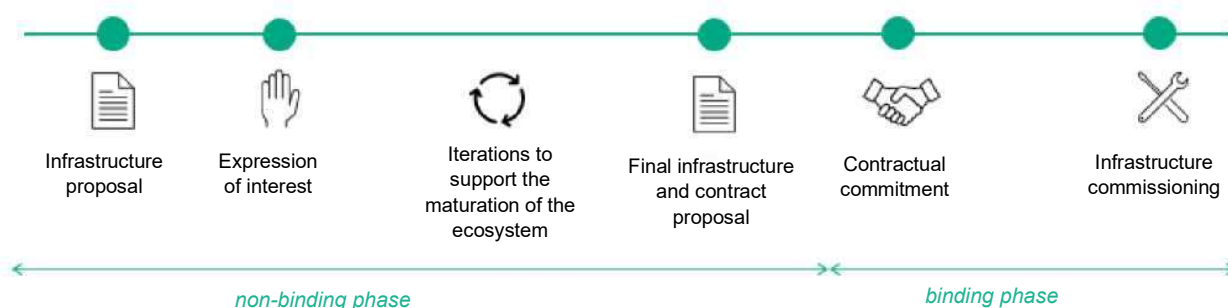 Infrastructure
proposal
Expression
of interest
Iterations to
support the
maturation of the
ecosystem
Final infrastructure
and contract
proposal
Contractual
commitment
Infrastructure
commissioning
non-binding phase
binding phase